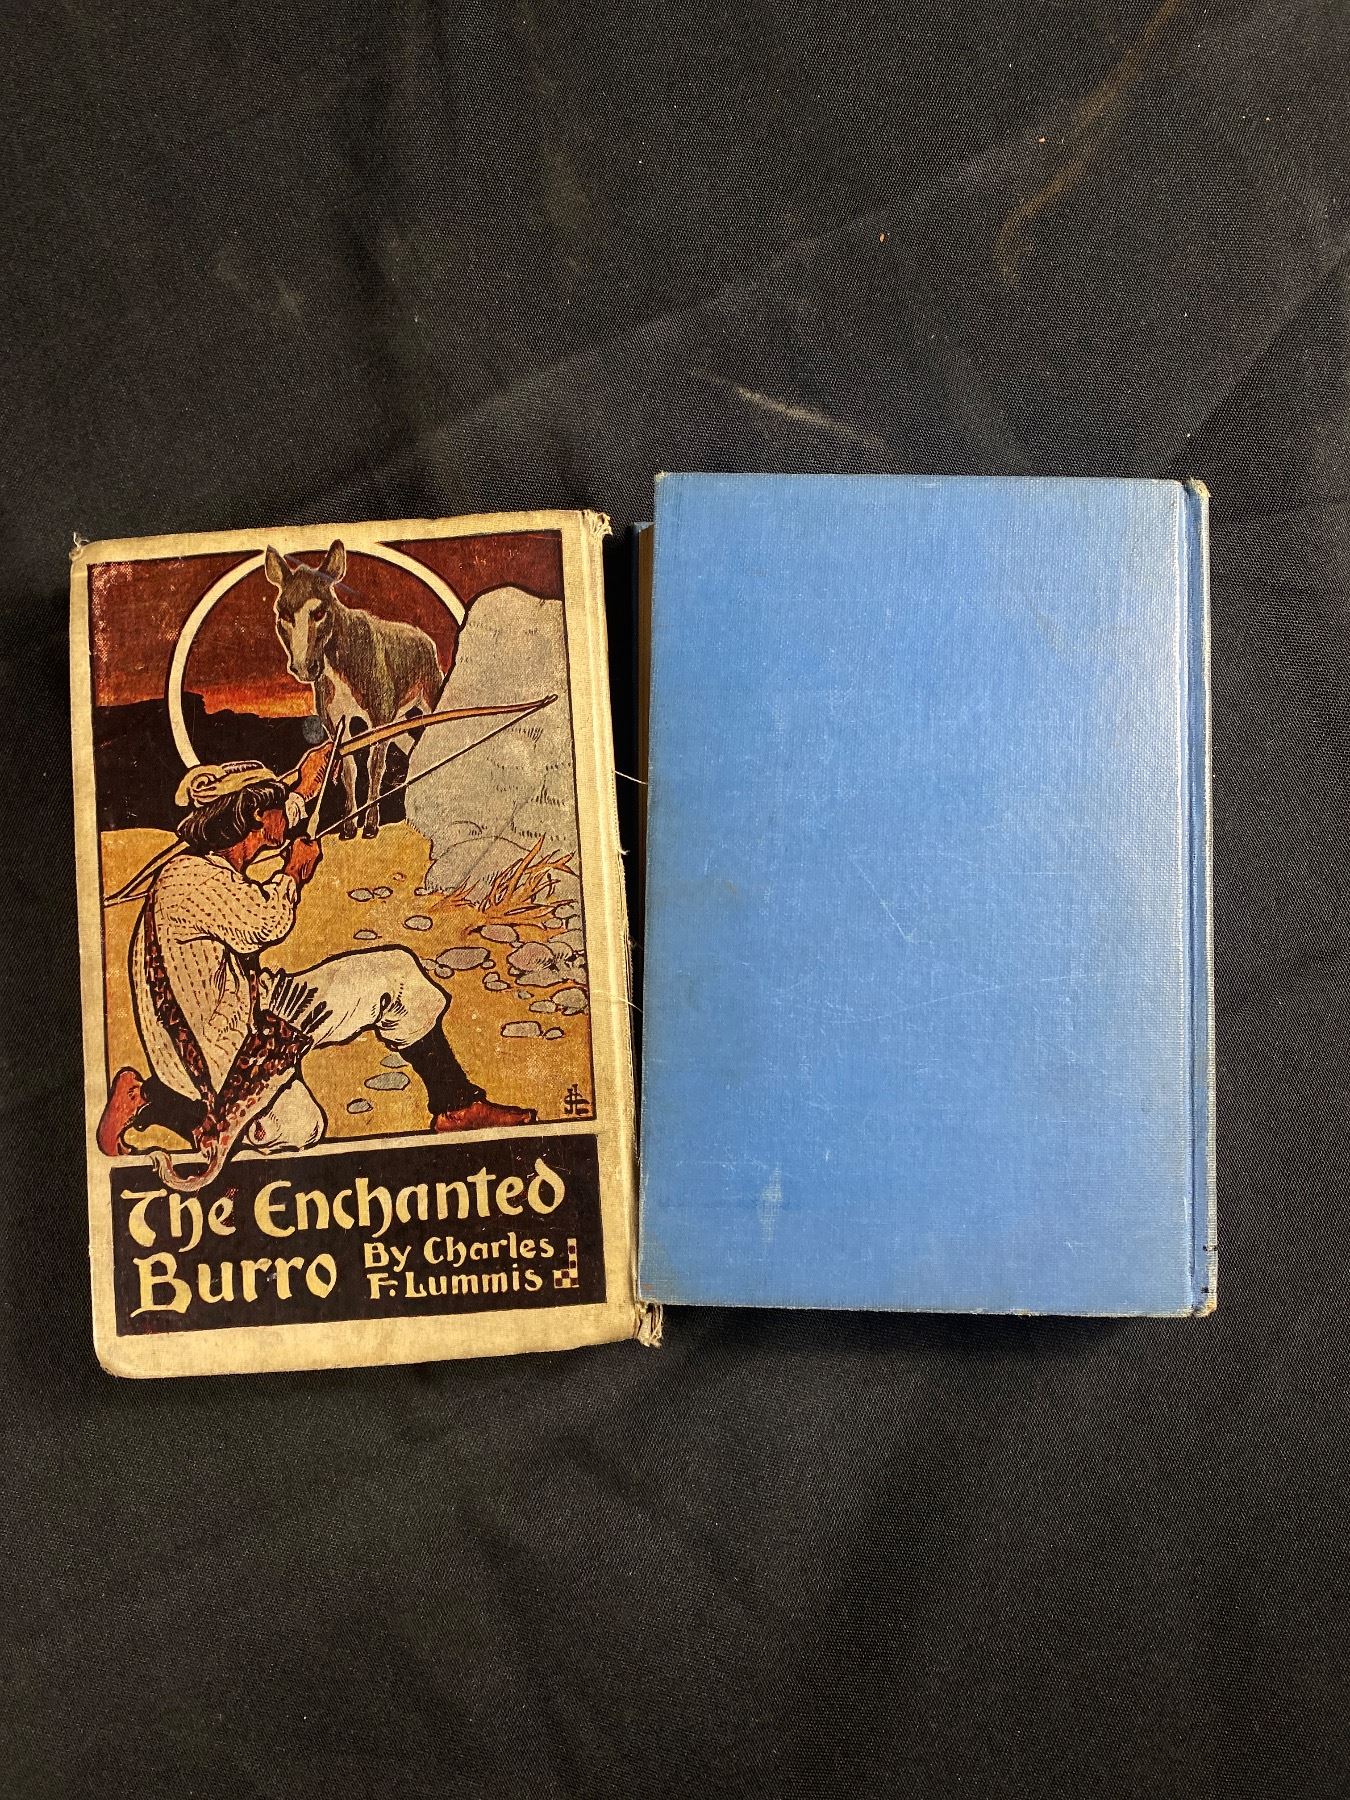 The Enchanted
Burro By Charles
F. Lummis